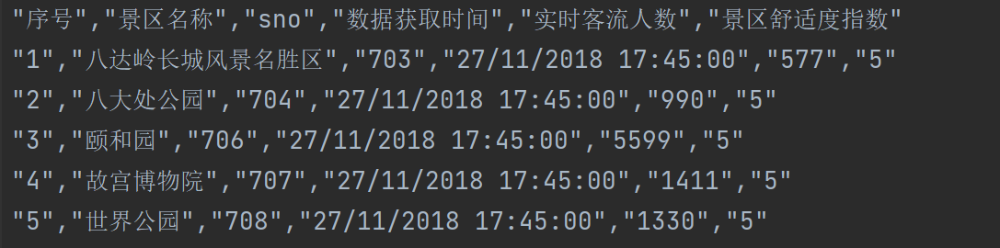 "序号","景区名称","sno","数据获取时间","实时客流人数","景区舒适度指数"
"1","八达岭长城风景名胜区","703","27/11/2018 17:45:00","577","5"
"2","八大处公园","704","27/11/2018 17:45:00","990","5"
"3","颐和园","706","27/11/2018 17:45:00","5599","5"
"4","故宫博物院","707","27/11/2018 17:45:00","1411","5"
"5","世界公园","708","27/11/2018 17:45:00","1330","5"